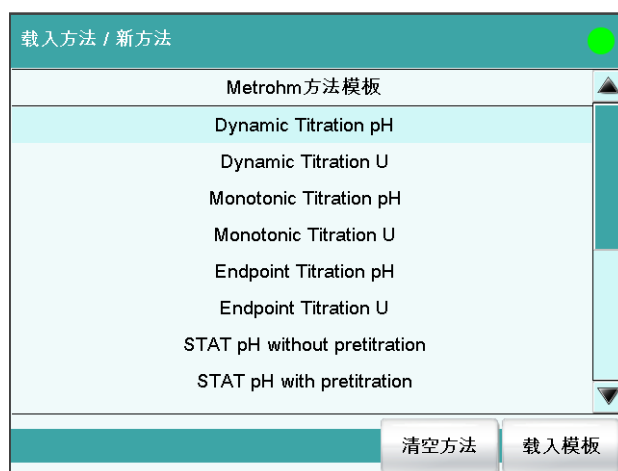 载入方法 / 新方法
Metrohm方法模板
Dynamic Titration pH
Dynamic Titration U
Monotonic Titration pH
Monotonic Titration U
Endpoint Titration pH
Endpoint Titration U
STAT pH without pretitration
STAT pH with pretitration
清空方法 载入模板